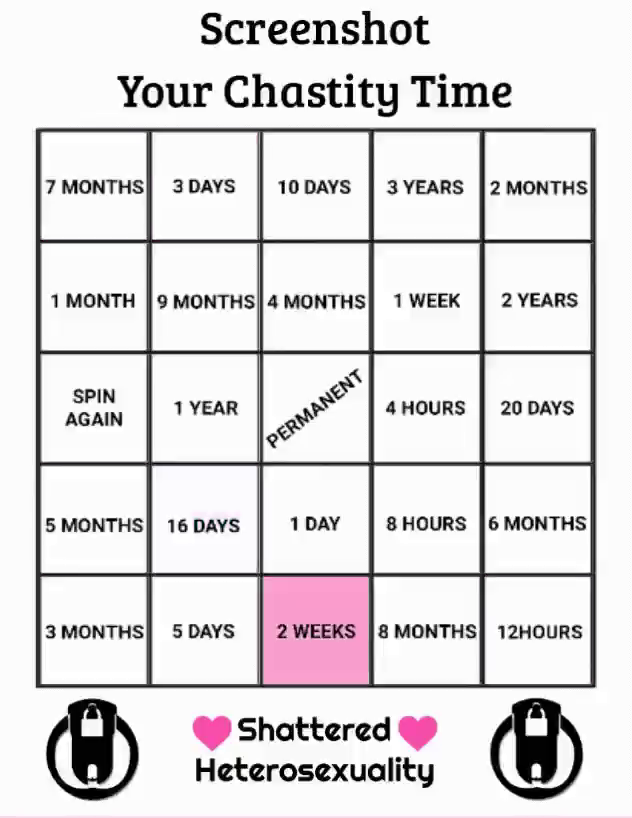 Screenshot
Your Chastity Time
7 MONTHS
3 DAYS
10 DAYS
3 YEARS
2 MONTHS
1 MONTH
9 MONTHS
4 MONTHS
1 WEEK
2 YEARS
SPIN
AGAIN
1 YEAR
PERMANENT
4 HOURS
20 DAYS
5 MONTHS
16 DAYS
1 DAY
8 HOURS
6 MONTHS
3 MONTHS
5 DAYS
2 WEEKS
8 MONTHS
12HOURS
Shattered
Heterosexuality